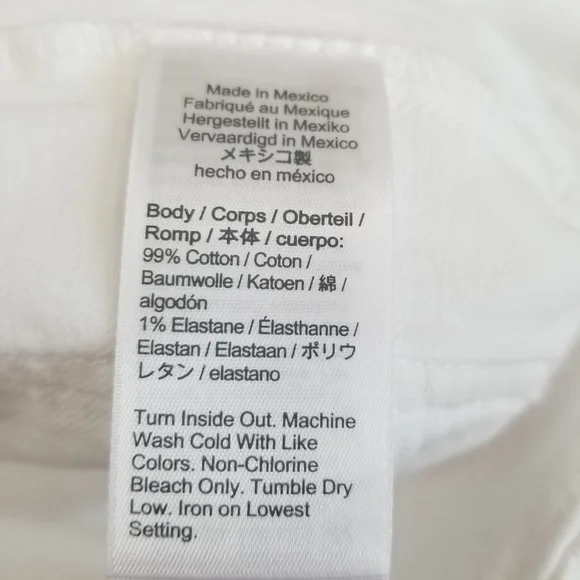 Made in Mexico
Fabriqué au Mexique
Hergestellt in Mexiko
Vervaardigd in Mexico
メキシコ製
hecho en méxico
Body / Corps / Oberteil /
Romp / 本体 / cuerpo:
99% Cotton / Coton /
Baumwolle / Katoen / 綿 /
algodón
1% Elastane / Élasthanne /
Elastan / Elastaan / ポリウ
レタン / elastano
Turn Inside Out. Machine
Wash Cold With Like
Colors. Non-Chlorine
Bleach Only. Tumble Dry
Low. Iron on Lowest
Setting.